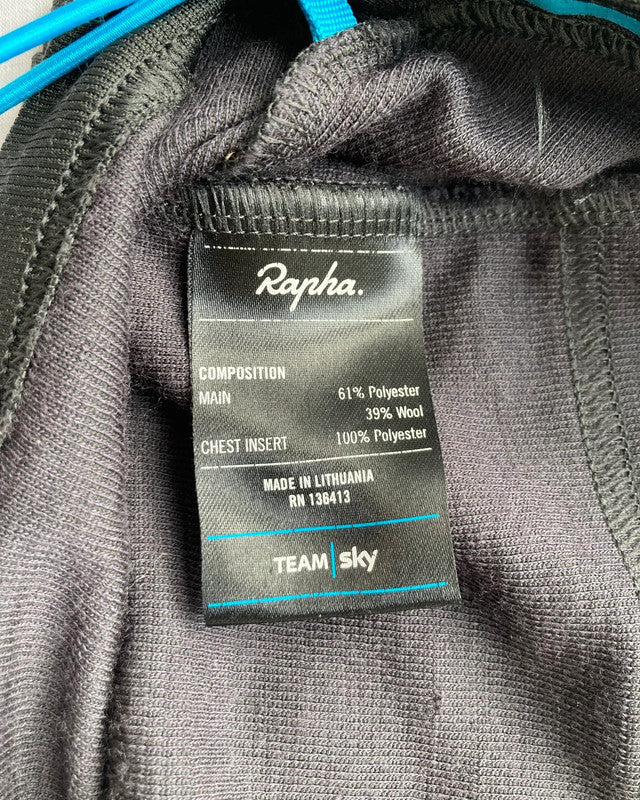 Rapha.
COMPOSITION
MAIN 61% Polyester
39% Wool
CHEST INSERT 100% Polyester
MADE IN LITHUANIA
RN 136413
TEAM sky